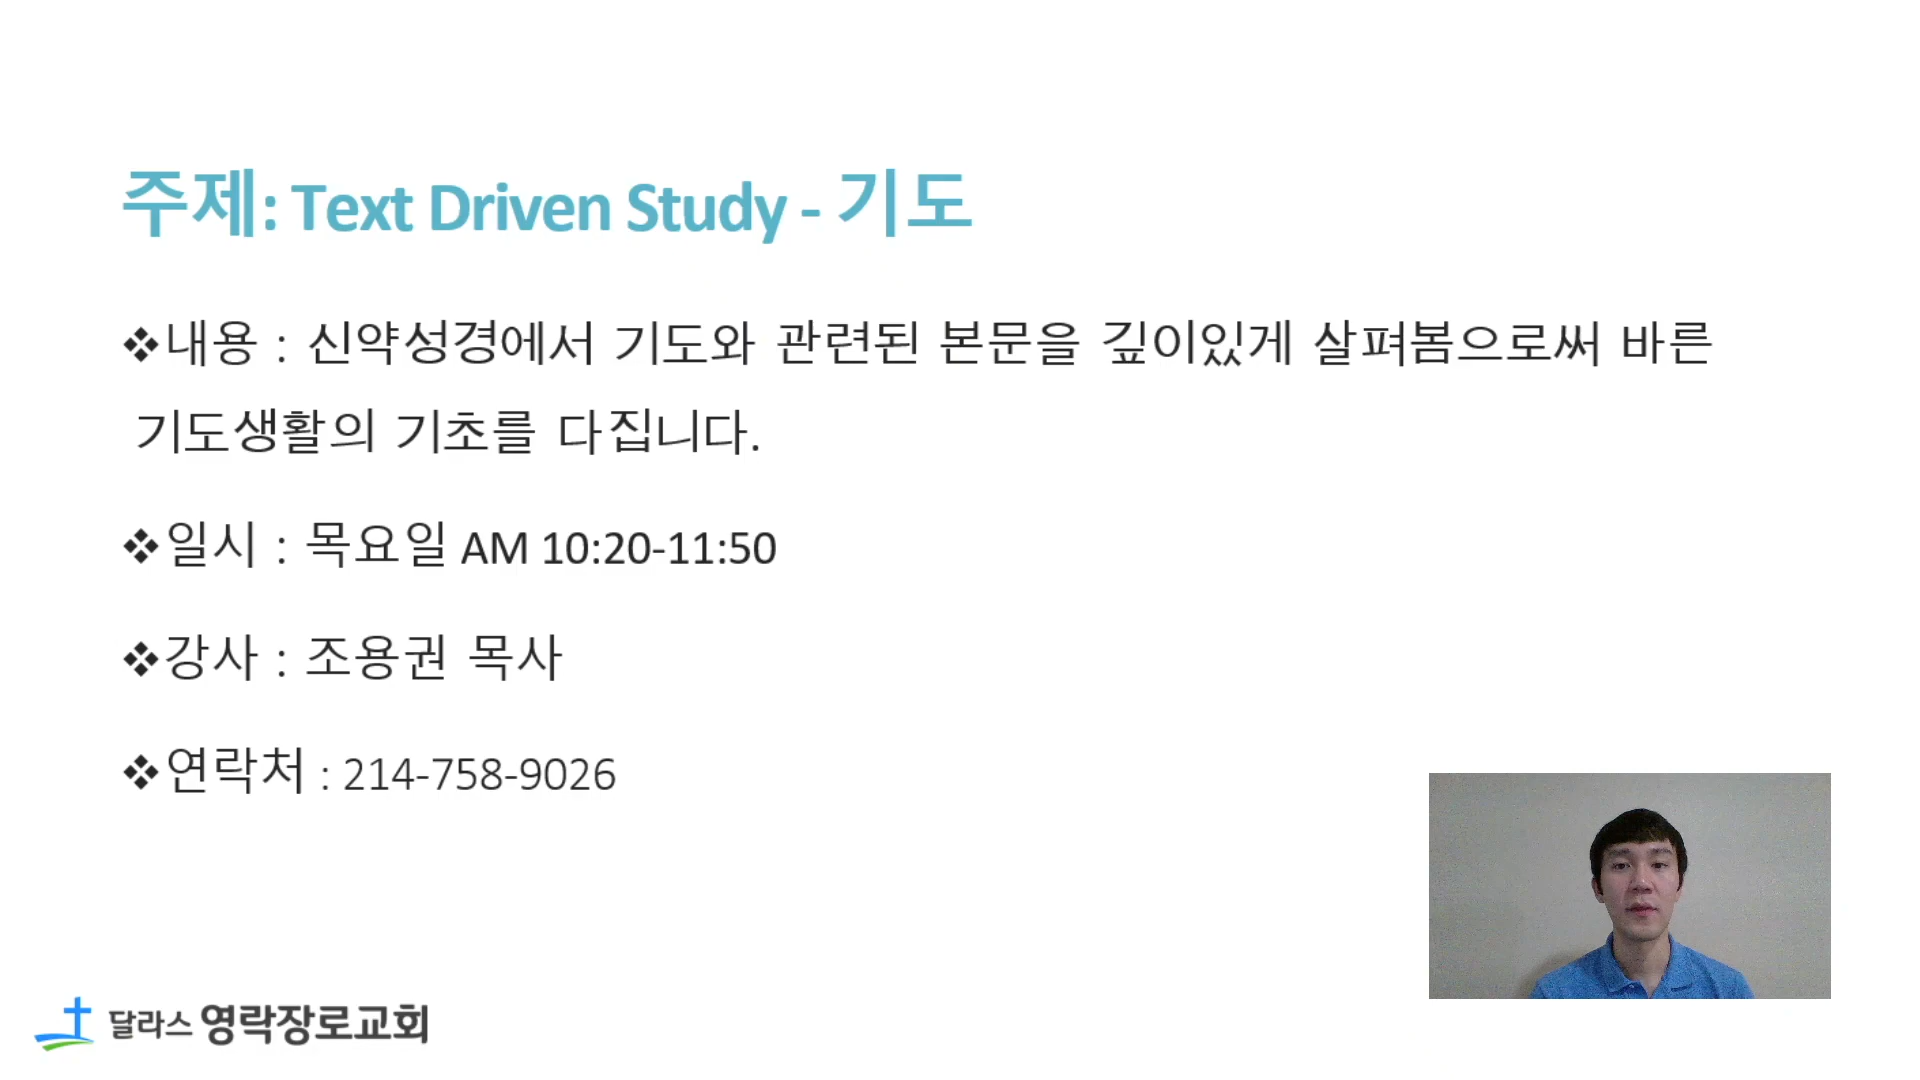 주제: Text Driven Study - 기도
❖내용 : 신약성경에서 기도와 관련된 본문을 깊이있게 살펴봄으로써 바른
기도생활의 기초를 다집니다.
❖일시 : 목요일 AM 10:20-11:50
❖강사 : 조용권 목사
❖연락처 : 214-758-9026
달라스 영락장로교회